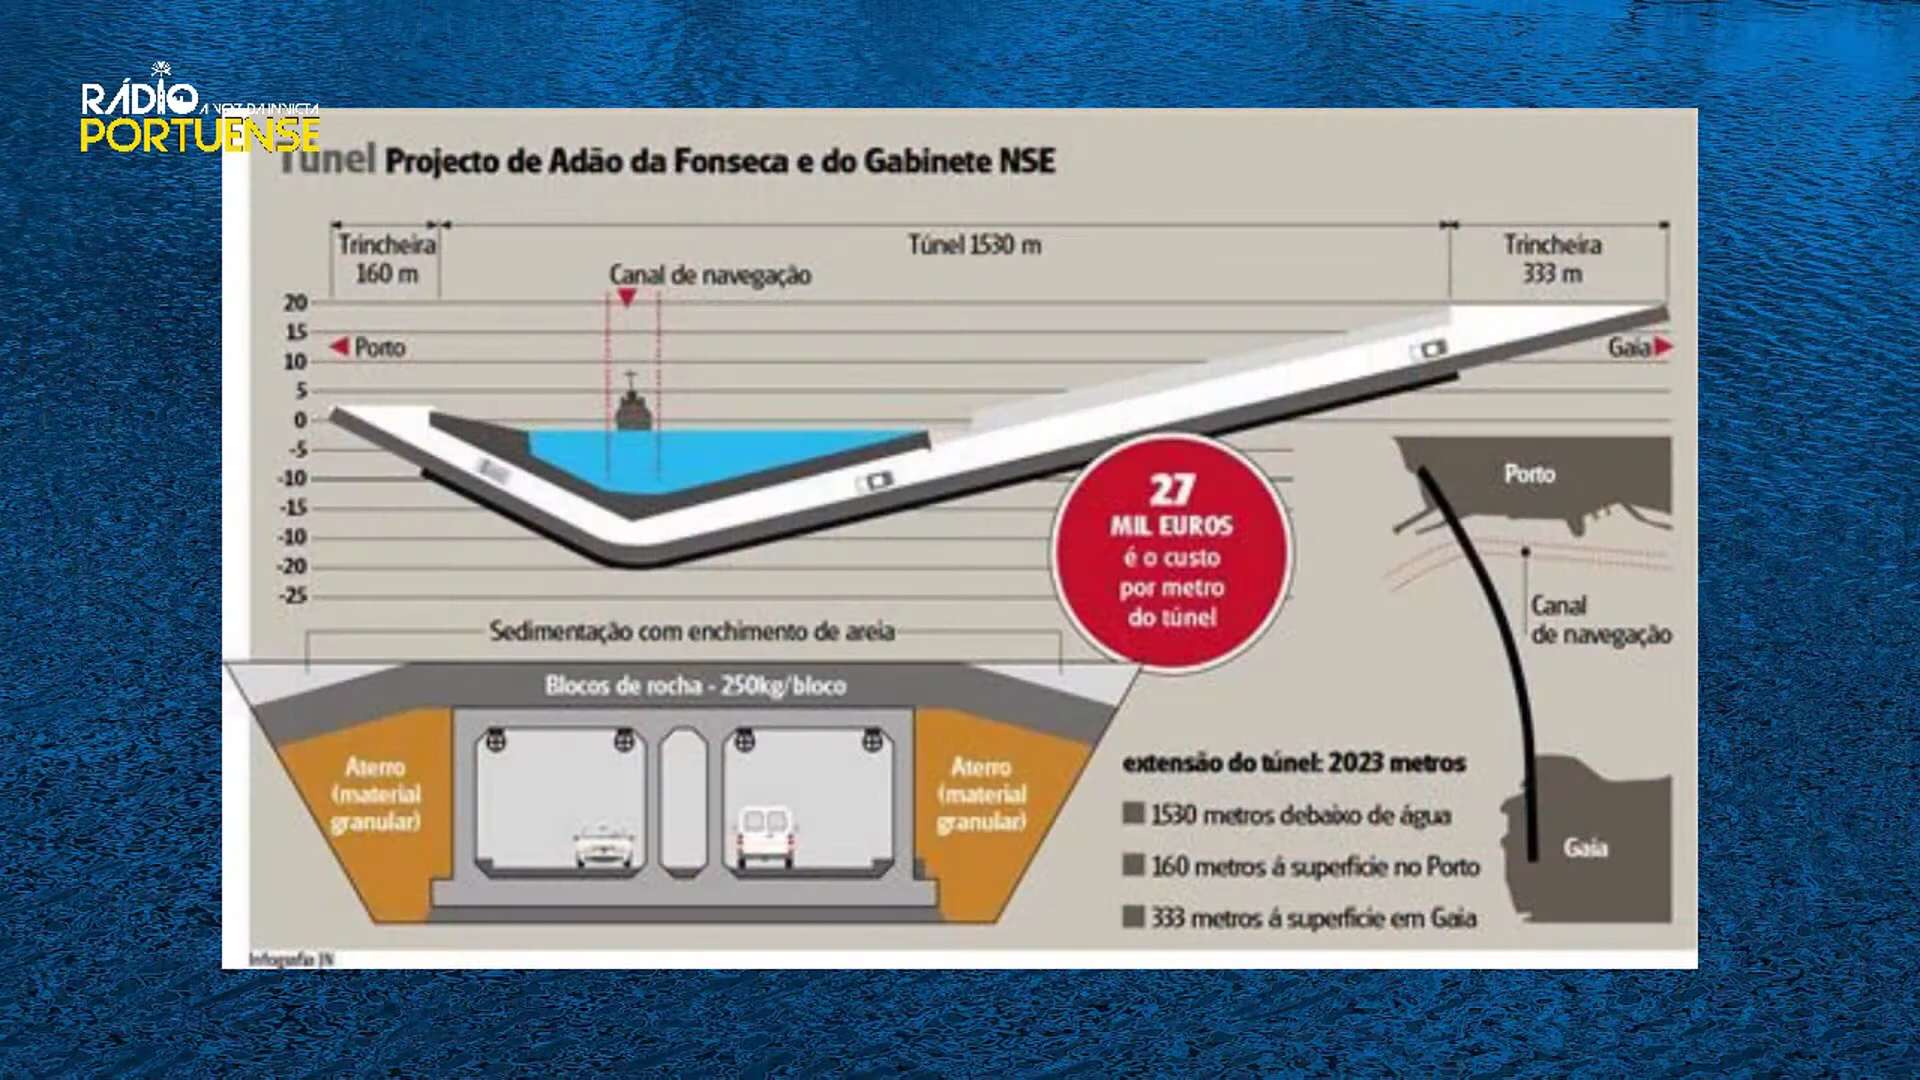 RÁDIO
A VOZ DA INVICTA
PORTUENSE
Túnel Projecto de Adão da Fonseca e do Gabinete NSE
Trincheira
160 m
Túnel 1530 m
Trincheira
333 m
Canal de navegação
20
15
10
5
0
-5
-10
-15
-10
-20
-25
Porto
Gaia
27
MIL EUROS
é o custo
por metro
do túnel
Porto
Canal
de navegação
Gaia
Sedimentação com enchimento de areia
Blocos de rocha - 250kg/bloco
Aterro
(material
granular)
Aterro
(material
granular)
extensão do túnel: 2023 metros
1530 metros debaixo de água
160 metros á superfície no Porto
333 metros á superfície em Gaia
Infografia JN